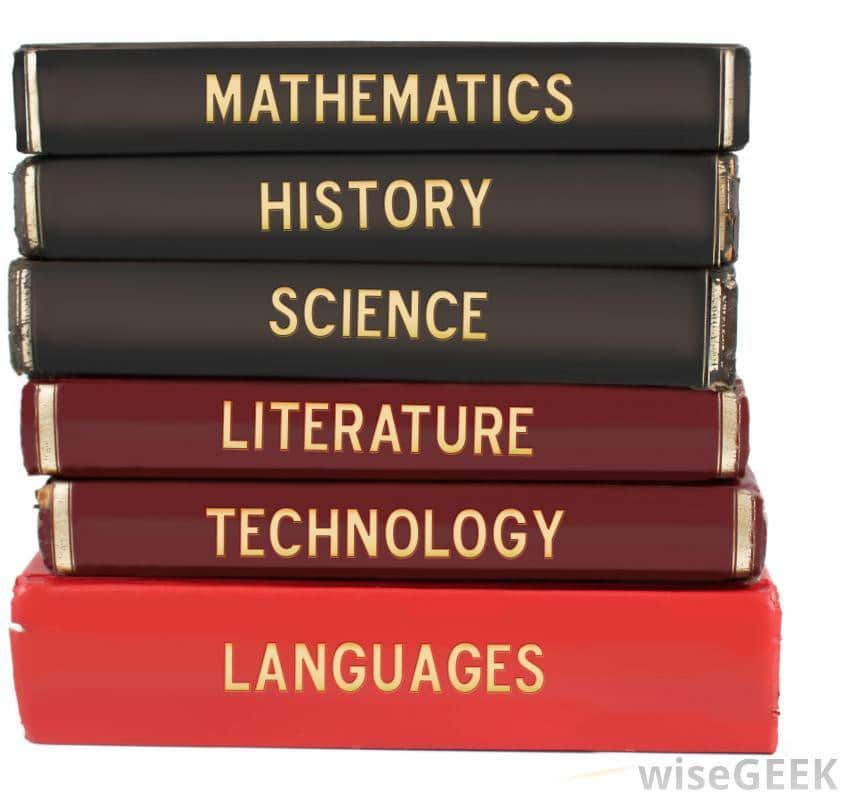 MATHEMATICS
HISTORY
SCIENCE
LITERATURE
TECHNOLOGY
LANGUAGES
wiseGEEK